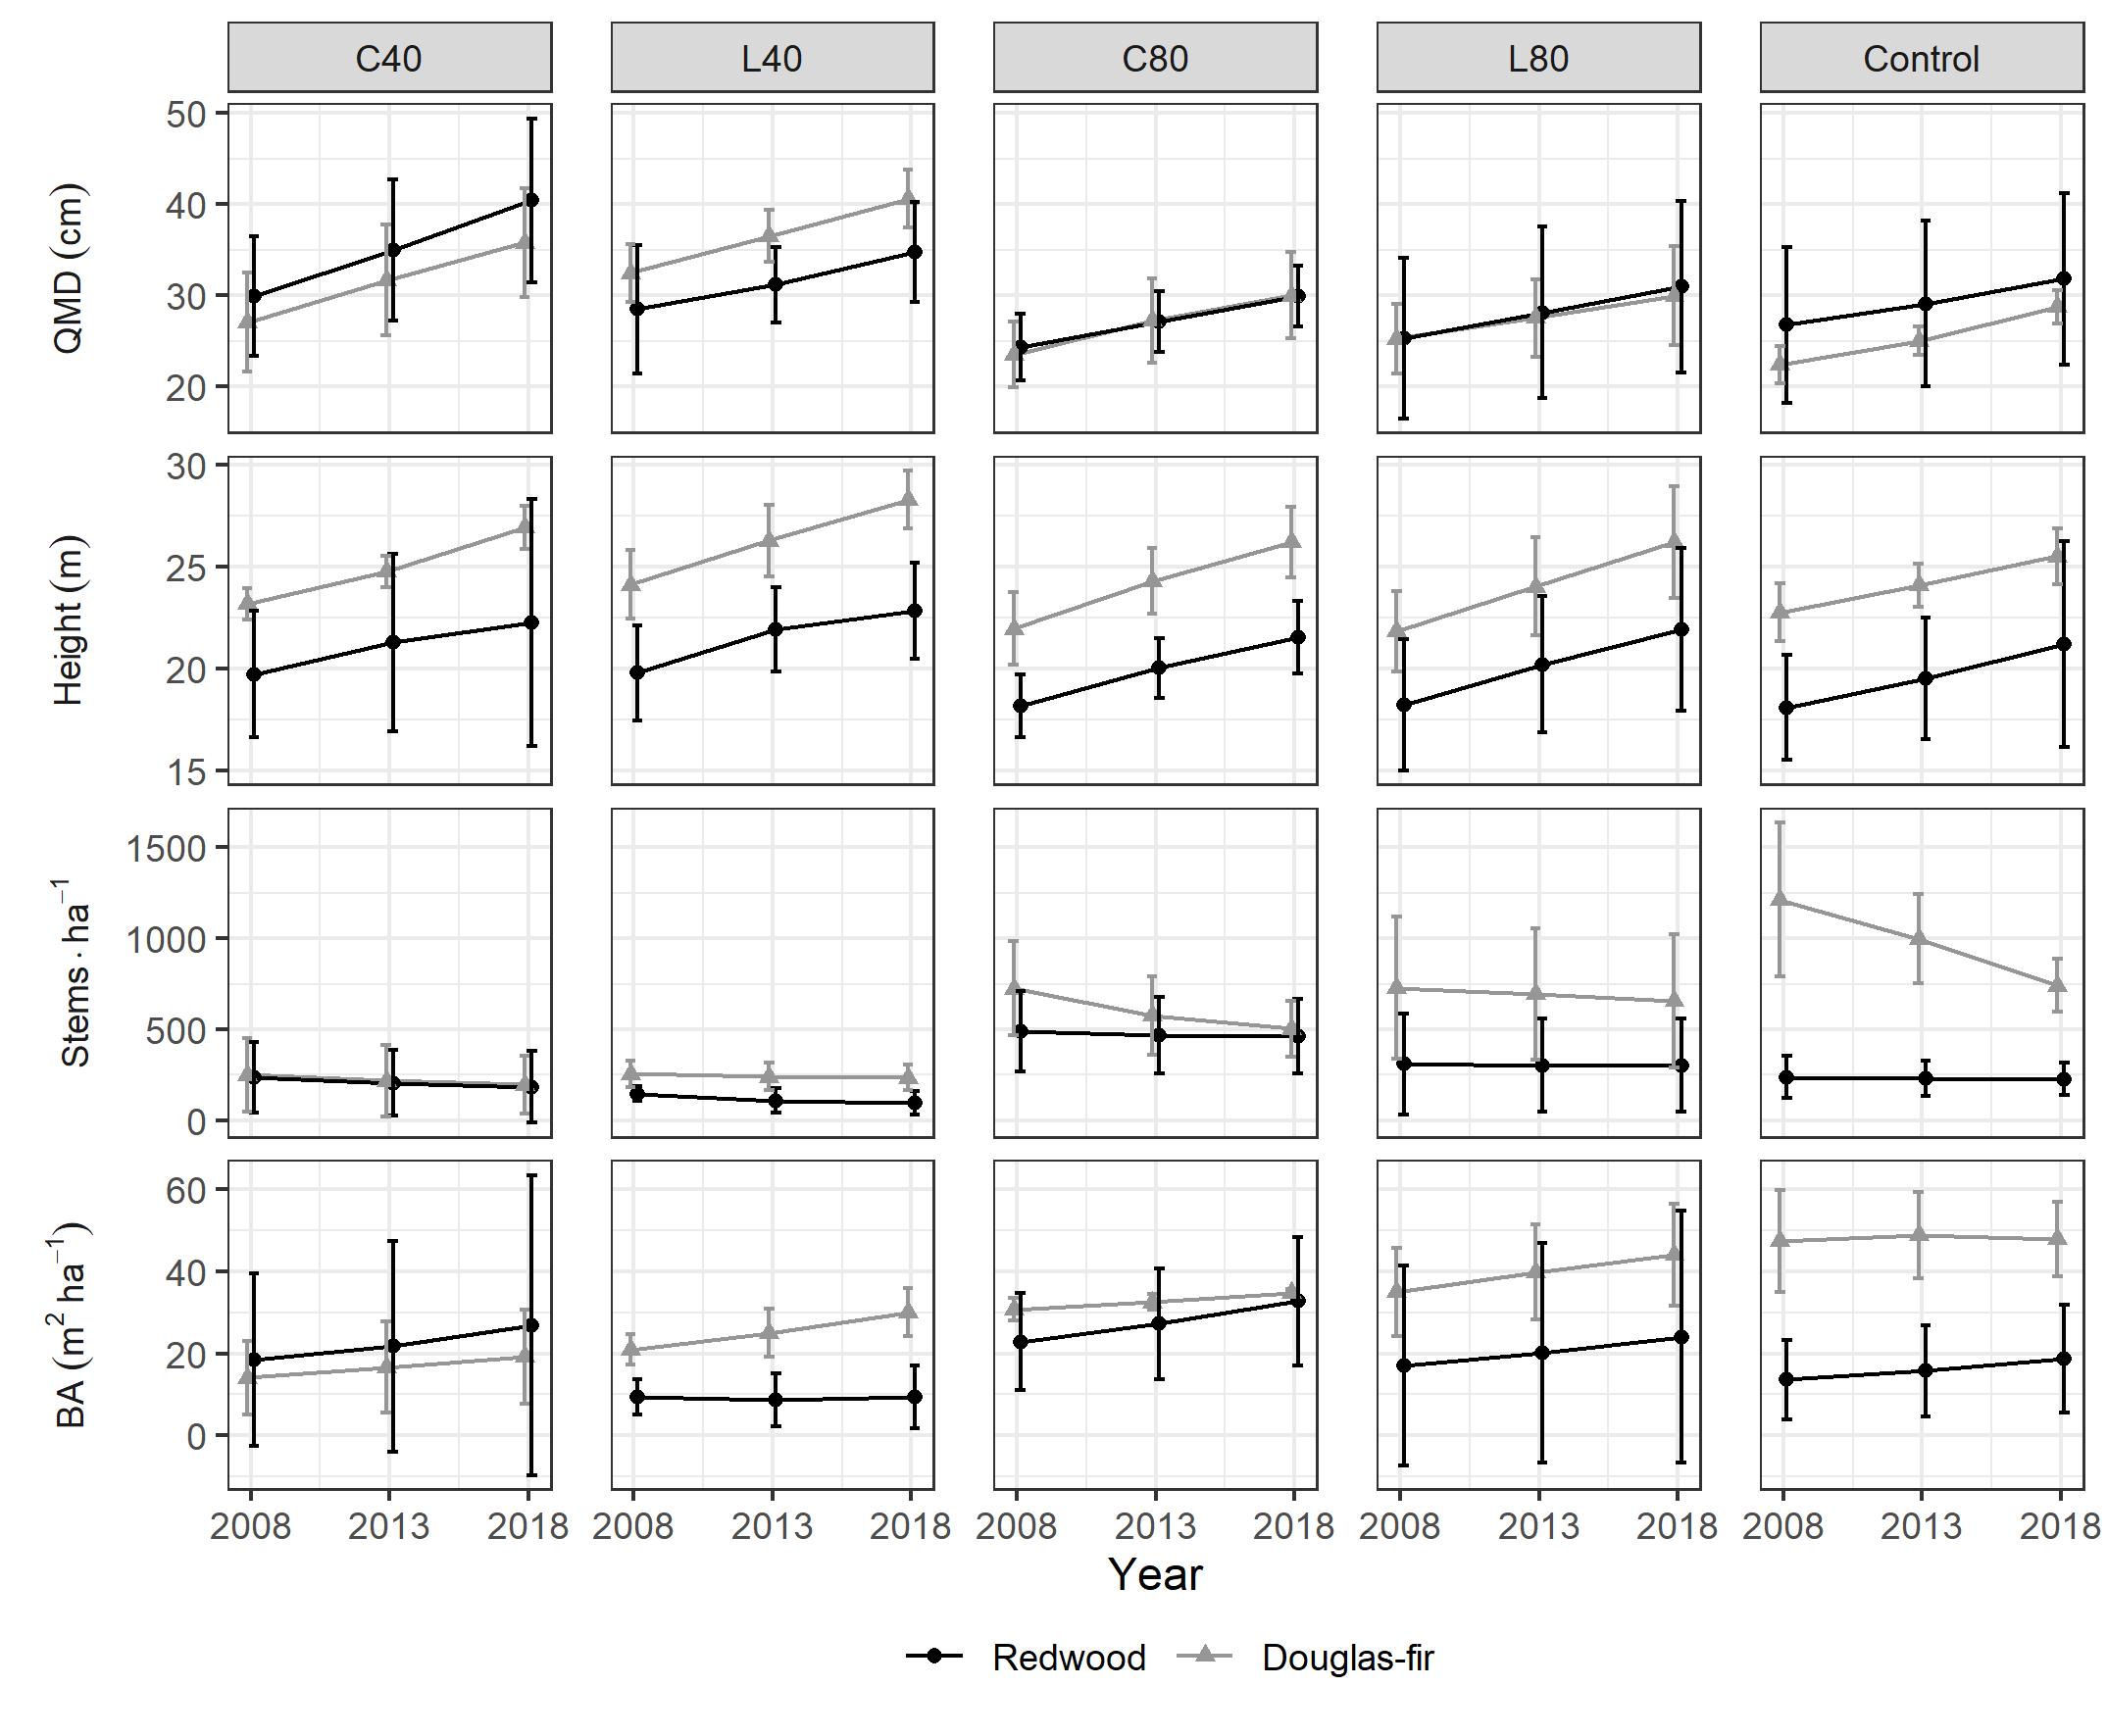 C40 L40 C80 L80 Control
QMD (cm)
50
40
30
20
Height (m)
30
25
20
15
Stems · ha⁻¹
1500
1000
500
0
BA (m² ha⁻¹)
60
40
20
0
2008 2013 2018 2008 2013 2018 2008 2013 2018 2008 2013 2018 2008 2013 2018
Year
Redwood Douglas-fir